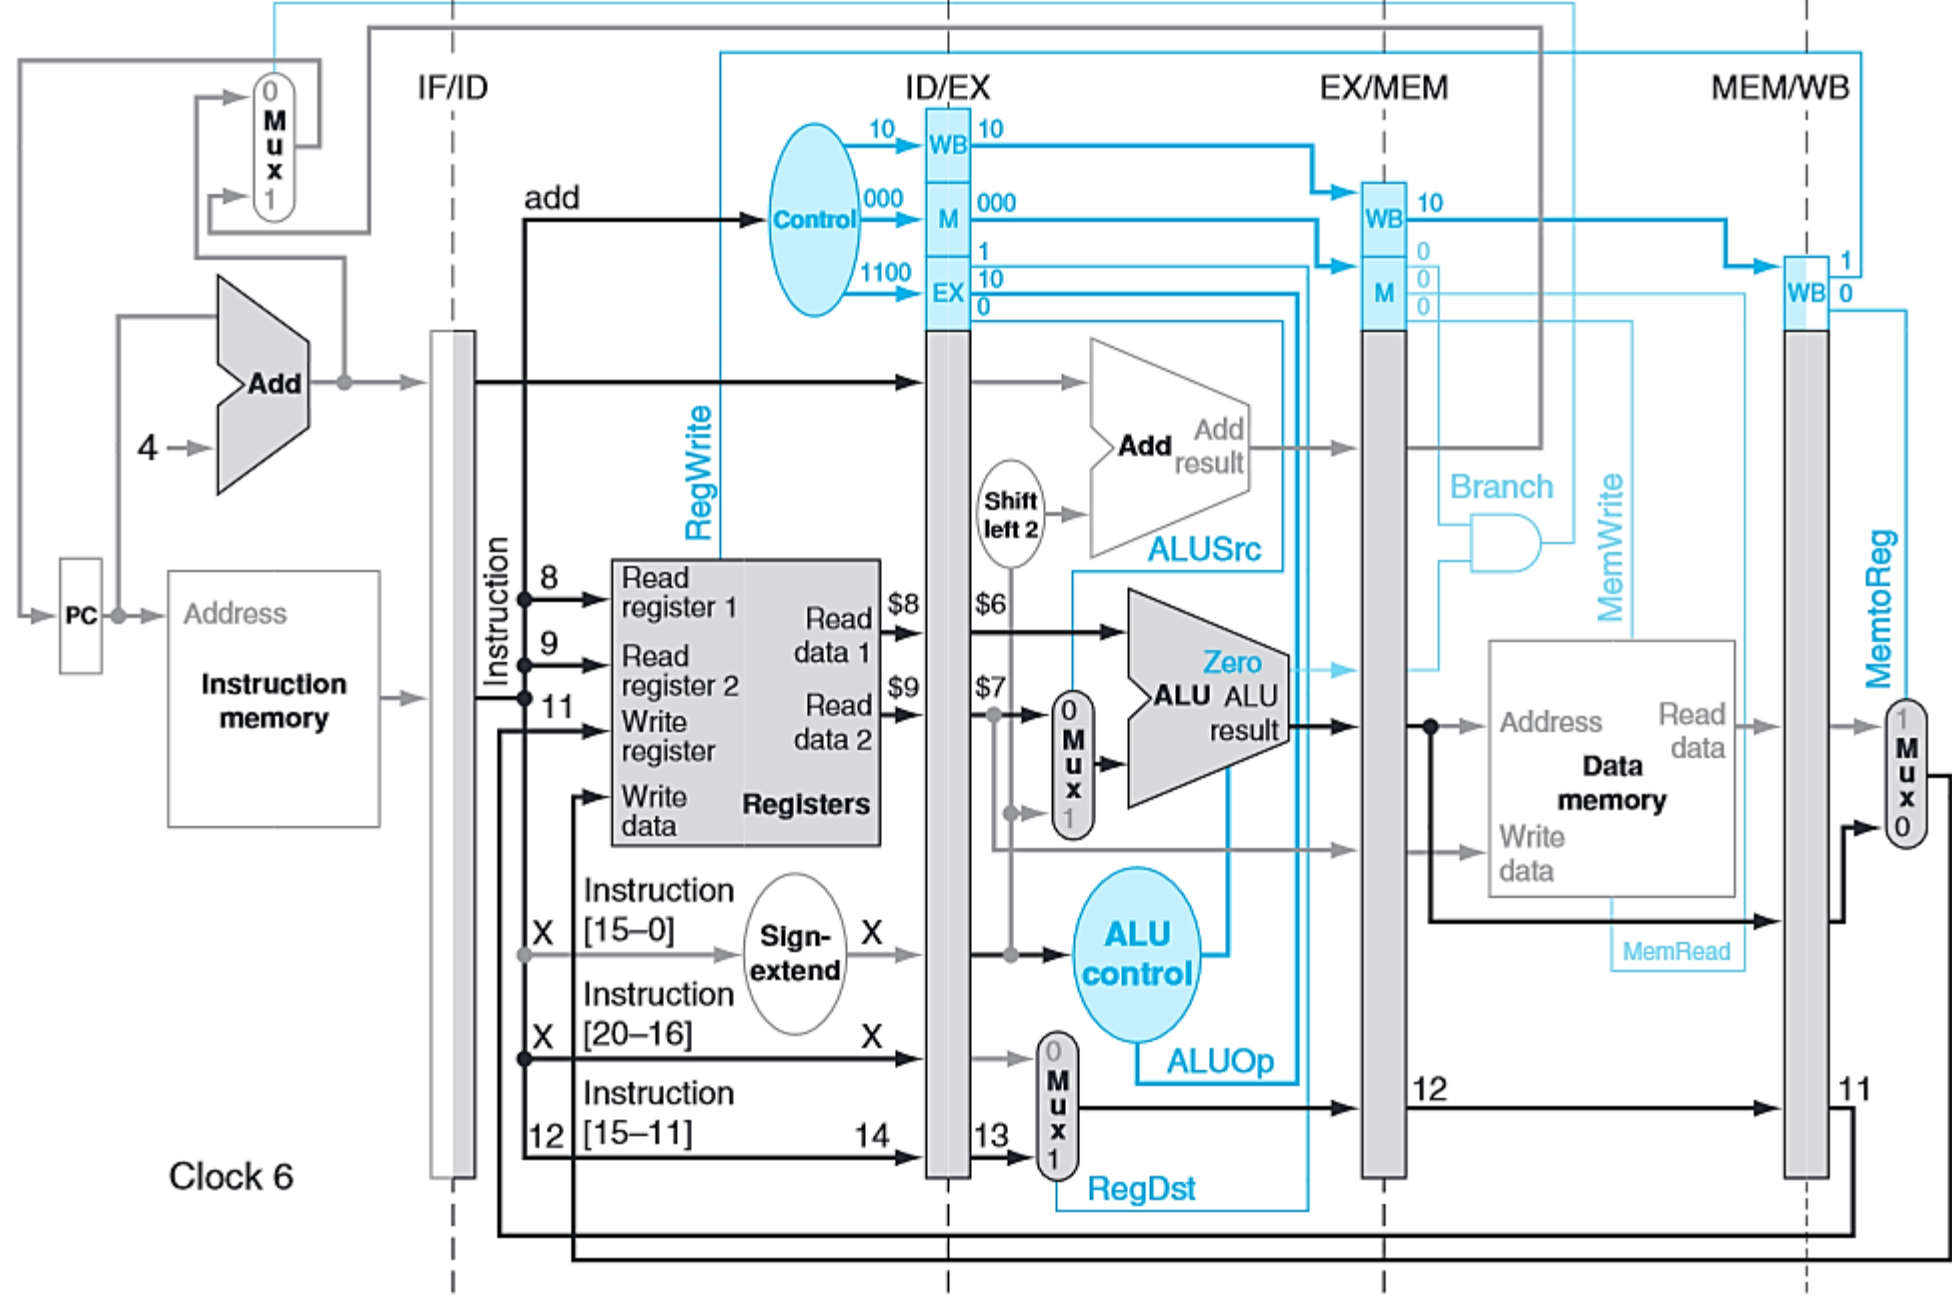 IF/ID
ID/EX
EX/MEM
MEM/WB
0
Mux
1
add
Control
10
000
1100
WB
M
EX
10
000
1
10
0
WB
M
10
0
0
0
WB
1
0
Add
4
RegWrite
Shift
left 2
Add
Add
result
Branch
ALUSrc
MemWrite
MemtoReg
PC
Address
Instruction
memory
Instruction
8
9
11
Read
register 1
Read
register 2
Write
register
Write
data
Read
data 1
Read
data 2
Registers
$8
$9
$6
$7
0
Mux
1
Zero
ALU
ALU
result
Address
Read
data
Data
memory
Write
data
MemRead
1
Mux
0
Instruction
[15–0]
X
Sign-
extend
X
ALU
control
ALUOp
Instruction
[20–16]
X
X
Instruction
[15–11]
12
14
13
0
Mux
1
RegDst
12
11
Clock 6